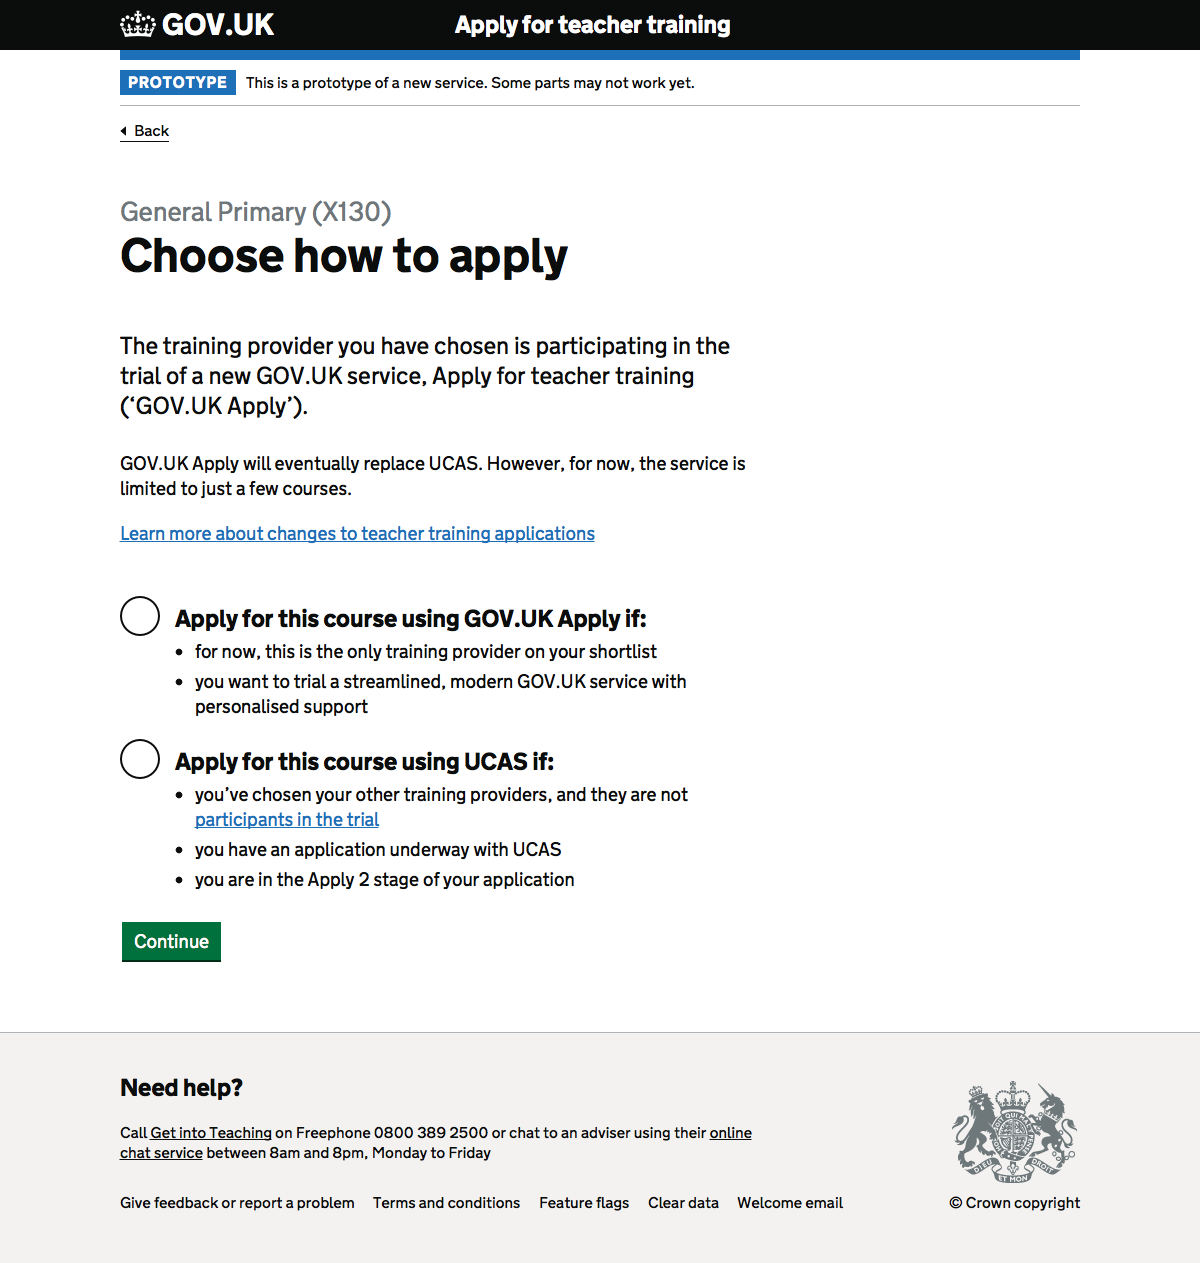 GOV.UK
Apply for teacher training
PROTOTYPE This is a prototype of a new service. Some parts may not work yet.
Back
General Primary (X130)
Choose how to apply
The training provider you have chosen is participating in the
trial of a new GOV.UK service, Apply for teacher training
(‘GOV.UK Apply’).
GOV.UK Apply will eventually replace UCAS. However, for now, the service is
limited to just a few courses.
Learn more about changes to teacher training applications
Apply for this course using GOV.UK Apply if:
• for now, this is the only training provider on your shortlist
• you want to trial a streamlined, modern GOV.UK service with
personalised support
Apply for this course using UCAS if:
• you’ve chosen your other training providers, and they are not
participants in the trial
• you have an application underway with UCAS
• you are in the Apply 2 stage of your application
Continue
Need help?
Call Get into Teaching on Freephone 0800 389 2500 or chat to an adviser using their online
chat service between 8am and 8pm, Monday to Friday
DIEU ET MON DROIT
Give feedback or report a problem Terms and conditions Feature flags Clear data Welcome email
© Crown copyright